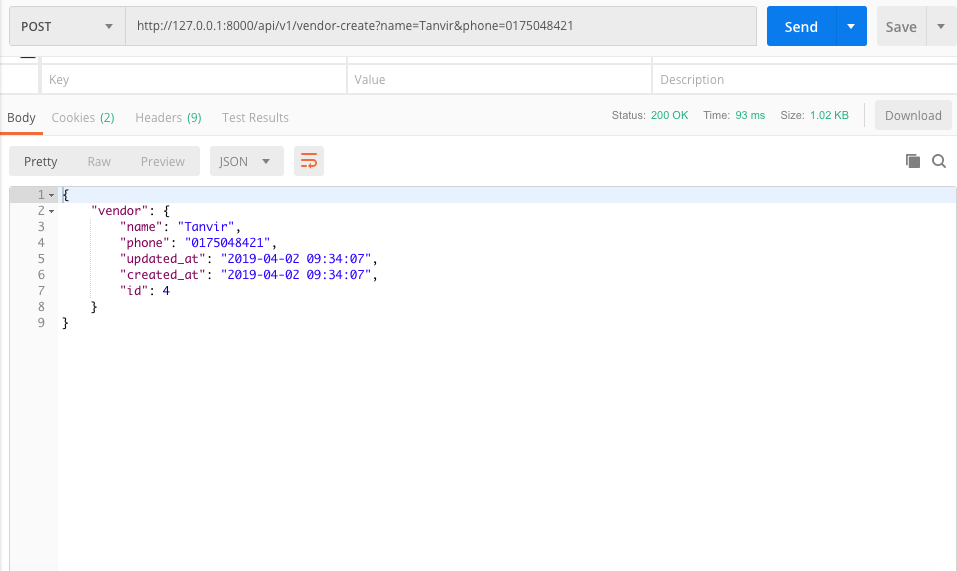 POST http://127.0.0.1:8000/api/v1/vendor-create?name=Tanvir&phone=0175048421 Send Save
Key Value Description
Body Cookies (2) Headers (9) Test Results Status: 200 OK Time: 93 ms Size: 1.02 KB Download
Pretty Raw Preview JSON
1 {
2 "vendor": {
3 "name": "Tanvir",
4 "phone": "0175048421",
5 "updated_at": "2019-04-02 09:34:07",
6 "created_at": "2019-04-02 09:34:07",
7 "id": 4
8 }
9 }